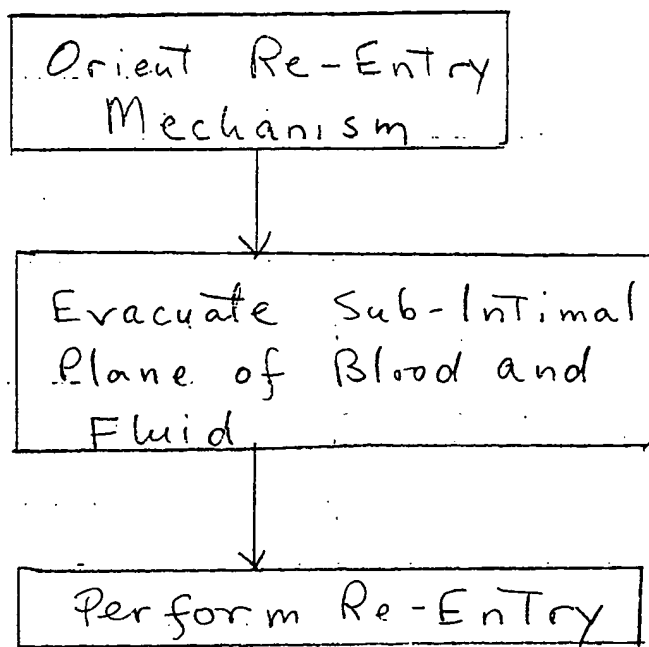 Orient Re-Entry
Mechanism
Evacuate Sub-Intimal
Plane of Blood and
Fluid
Perform Re-Entry